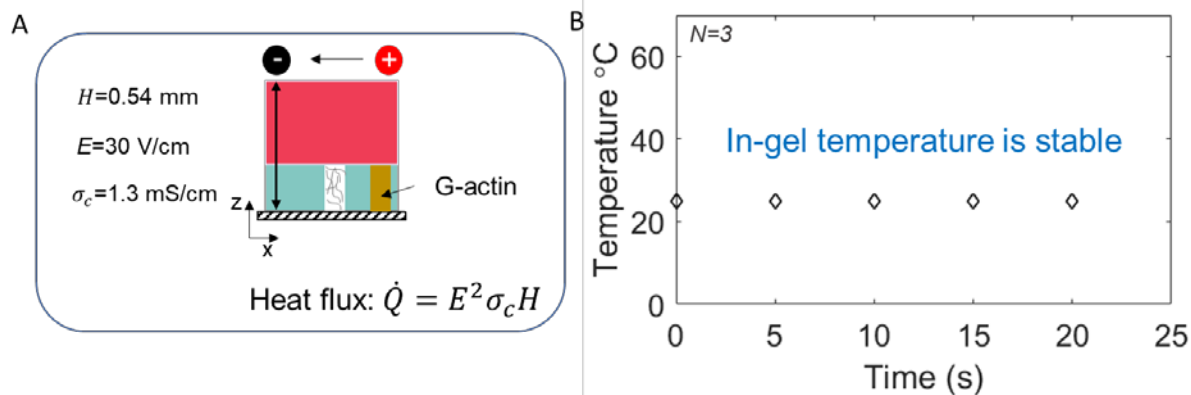 A
- +
H=0.54 mm
E=30 V/cm
σc=1.3 mS/cm
G-actin
z
x
Heat flux: Q̇ = E²σcH
B
N=3
In-gel temperature is stable
Temperature °C
60
40
20
0
0 5 10 15 20 25
Time (s)